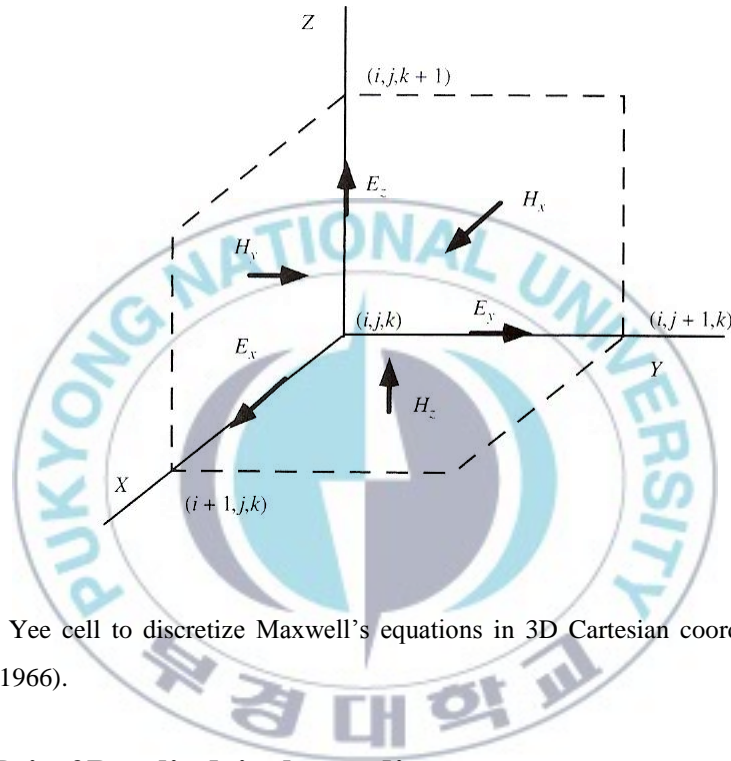 Z
(i,j,k + 1)
E_z
H_x
H_y
(i,j,k)
E_y
(i,j + 1,k)
E_x
Y
H_z
X
(i + 1,j,k)
PUKYONG NATIONAL UNIVERSITY
Yee cell to discretize Maxwell’s equations in 3D Cartesian coor
1966).
부경대학교